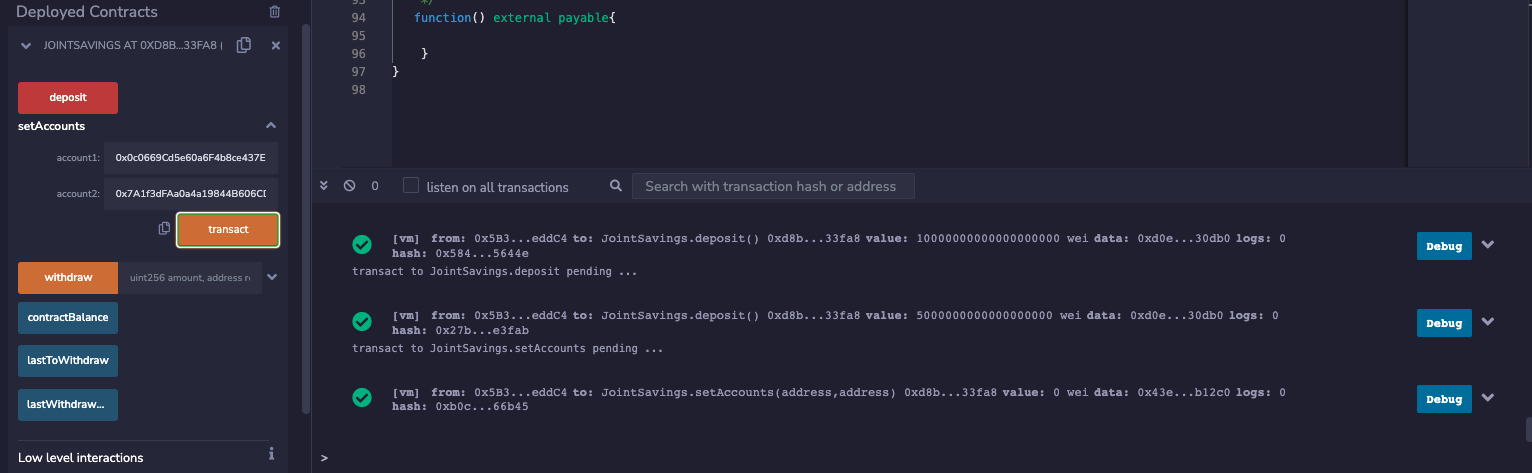 Deployed Contracts
JOINTSAVINGS AT 0XD8B...33FA8 (
deposit
setAccounts
account1: 0x0c0669Cd5e60a6F4b8ce437E
account2: 0x7A1f3dFAa0a4a19844B606CD
transact
withdraw uint256 amount, address re
contractBalance
lastToWithdraw
lastWithdraw...
Low level interactions
93 */
94 function() external payable{
95
96 }
97 }
98
0 listen on all transactions Search with transaction hash or address
[vm] from: 0x5B3...eddC4 to: JointSavings.deposit() 0xd8b...33fa8 value: 10000000000000000000 wei data: 0xd0e...30db0 logs: 0
hash: 0x584...5644e
Debug
transact to JointSavings.deposit pending ...
[vm] from: 0x5B3...eddC4 to: JointSavings.deposit() 0xd8b...33fa8 value: 5000000000000000000 wei data: 0xd0e...30db0 logs: 0
hash: 0x27b...e3fab
Debug
transact to JointSavings.setAccounts pending ...
[vm] from: 0x5B3...eddC4 to: JointSavings.setAccounts(address,address) 0xd8b...33fa8 value: 0 wei data: 0x43e...b12c0 logs: 0
hash: 0xb0c...66b45
Debug
>